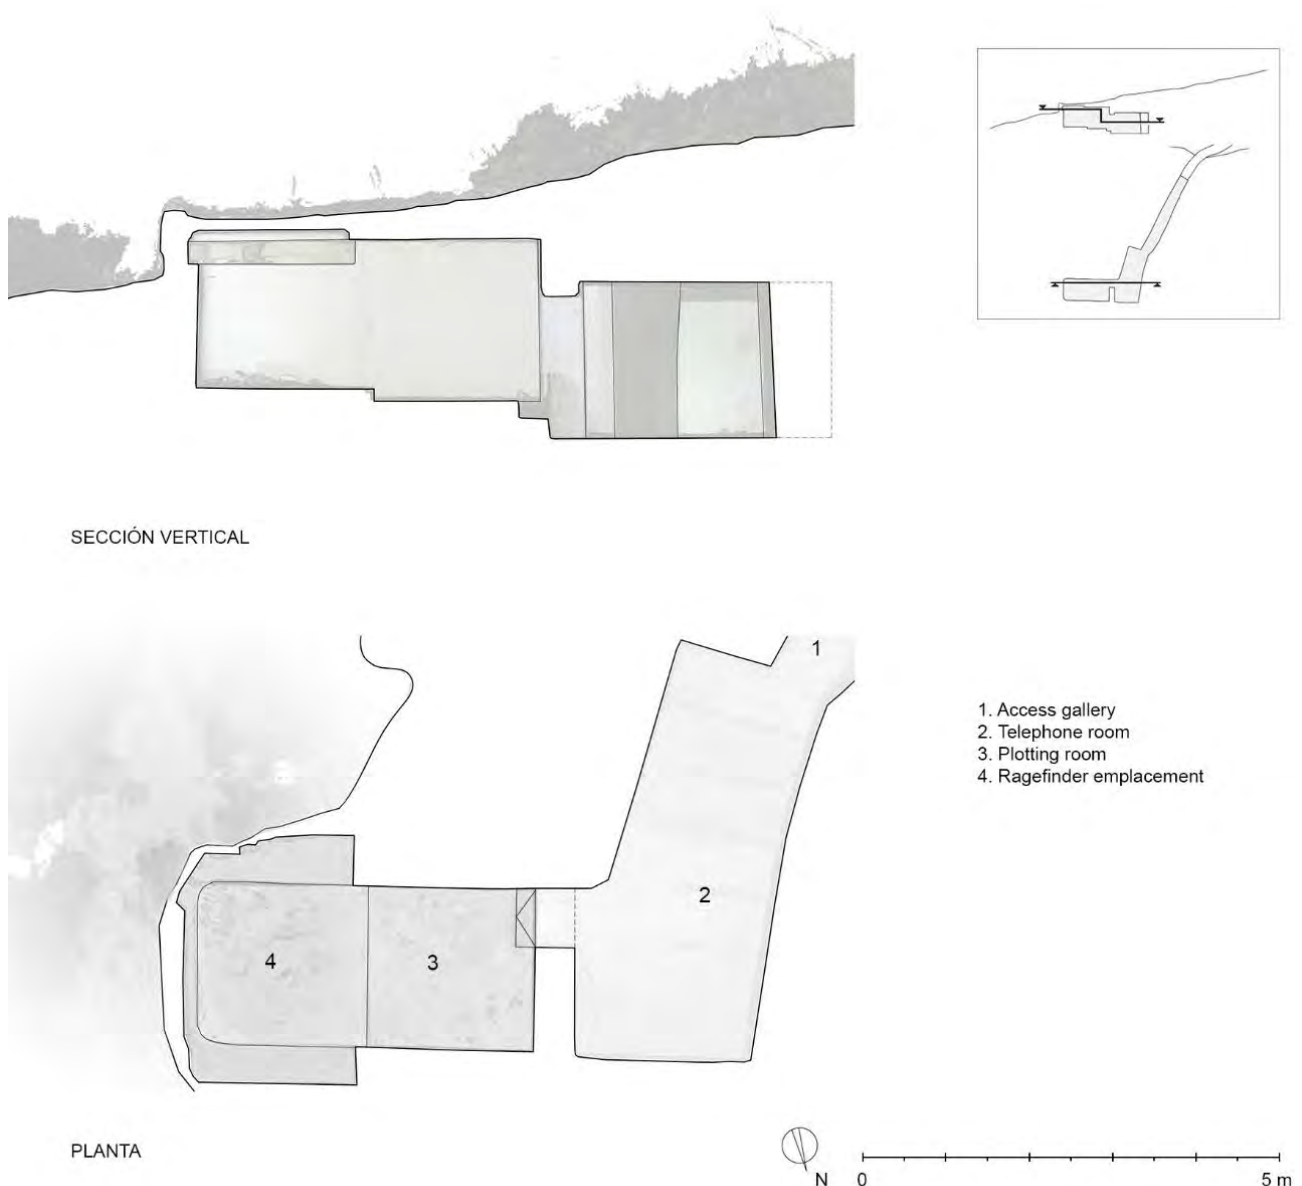 SECCIÓN VERTICAL
1
2
3
4
1. Access gallery
2. Telephone room
3. Plotting room
4. Ragefinder emplacement
PLANTA
N
0
5 m